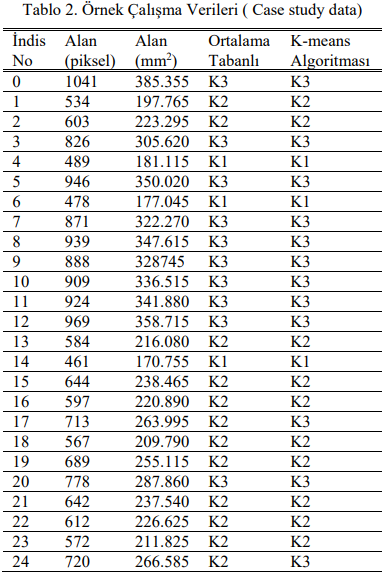 Tablo 2. Örnek Çalışma Verileri ( Case study data)
İndis Alan Alan Ortalama K-means
No (piksel) (mm²) Tabanlı Algoritması
0 1041 385.355 K3 K3
1 534 197.765 K2 K2
2 603 223.295 K2 K2
3 826 305.620 K3 K3
4 489 181.115 K1 K1
5 946 350.020 K3 K3
6 478 177.045 K1 K1
7 871 322.270 K3 K3
8 939 347.615 K3 K3
9 888 328745 K3 K3
10 909 336.515 K3 K3
11 924 341.880 K3 K3
12 969 358.715 K3 K3
13 584 216.080 K2 K2
14 461 170.755 K1 K1
15 644 238.465 K2 K2
16 597 220.890 K2 K2
17 713 263.995 K2 K3
18 567 209.790 K2 K2
19 689 255.115 K2 K2
20 778 287.860 K3 K3
21 642 237.540 K2 K2
22 612 226.625 K2 K2
23 572 211.825 K2 K2
24 720 266.585 K2 K3